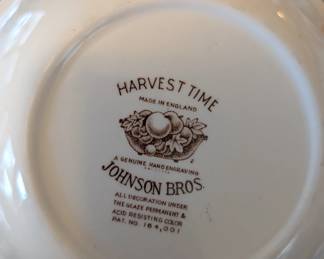 HARVEST TIME
MADE IN ENGLAND
A GENUINE HAND ENGRAVING
JOHNSON BROS.
ALL DECORATION UNDER
THE GLAZE PERMANENT &
ACID RESISTING COLOR
PAT. NO. 164,001